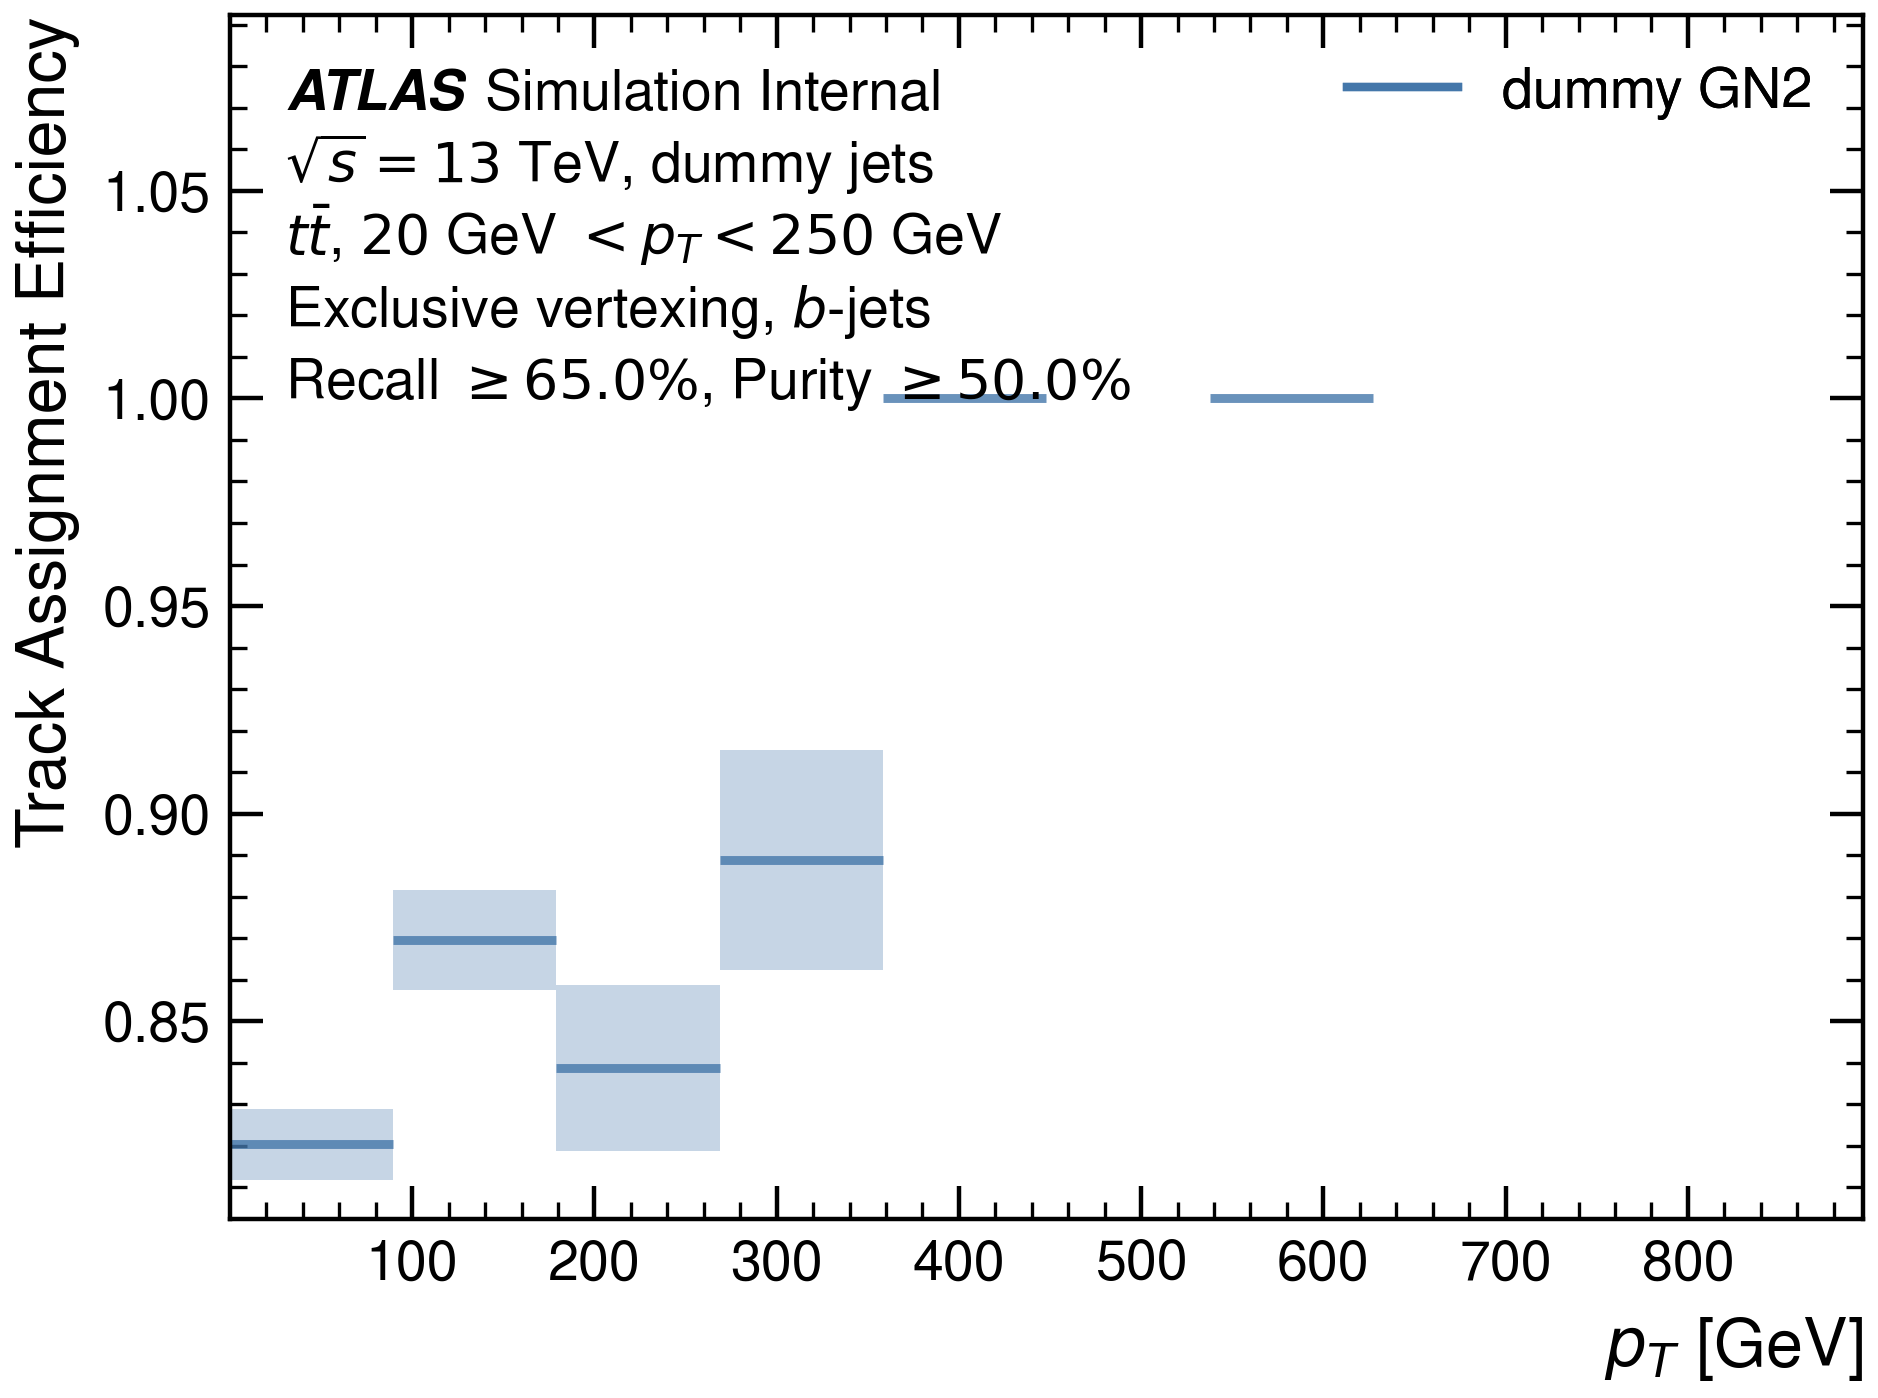 Track Assignment Efficiency
ATLAS Simulation Internal
√s = 13 TeV, dummy jets
tt̄, 20 GeV < p_T < 250 GeV
Exclusive vertexing, b-jets
Recall ≥ 65.0%, Purity ≥ 50.0%
dummy GN2
1.05
1.00
0.95
0.90
0.85
100 200 300 400 500 600 700 800
p_T [GeV]